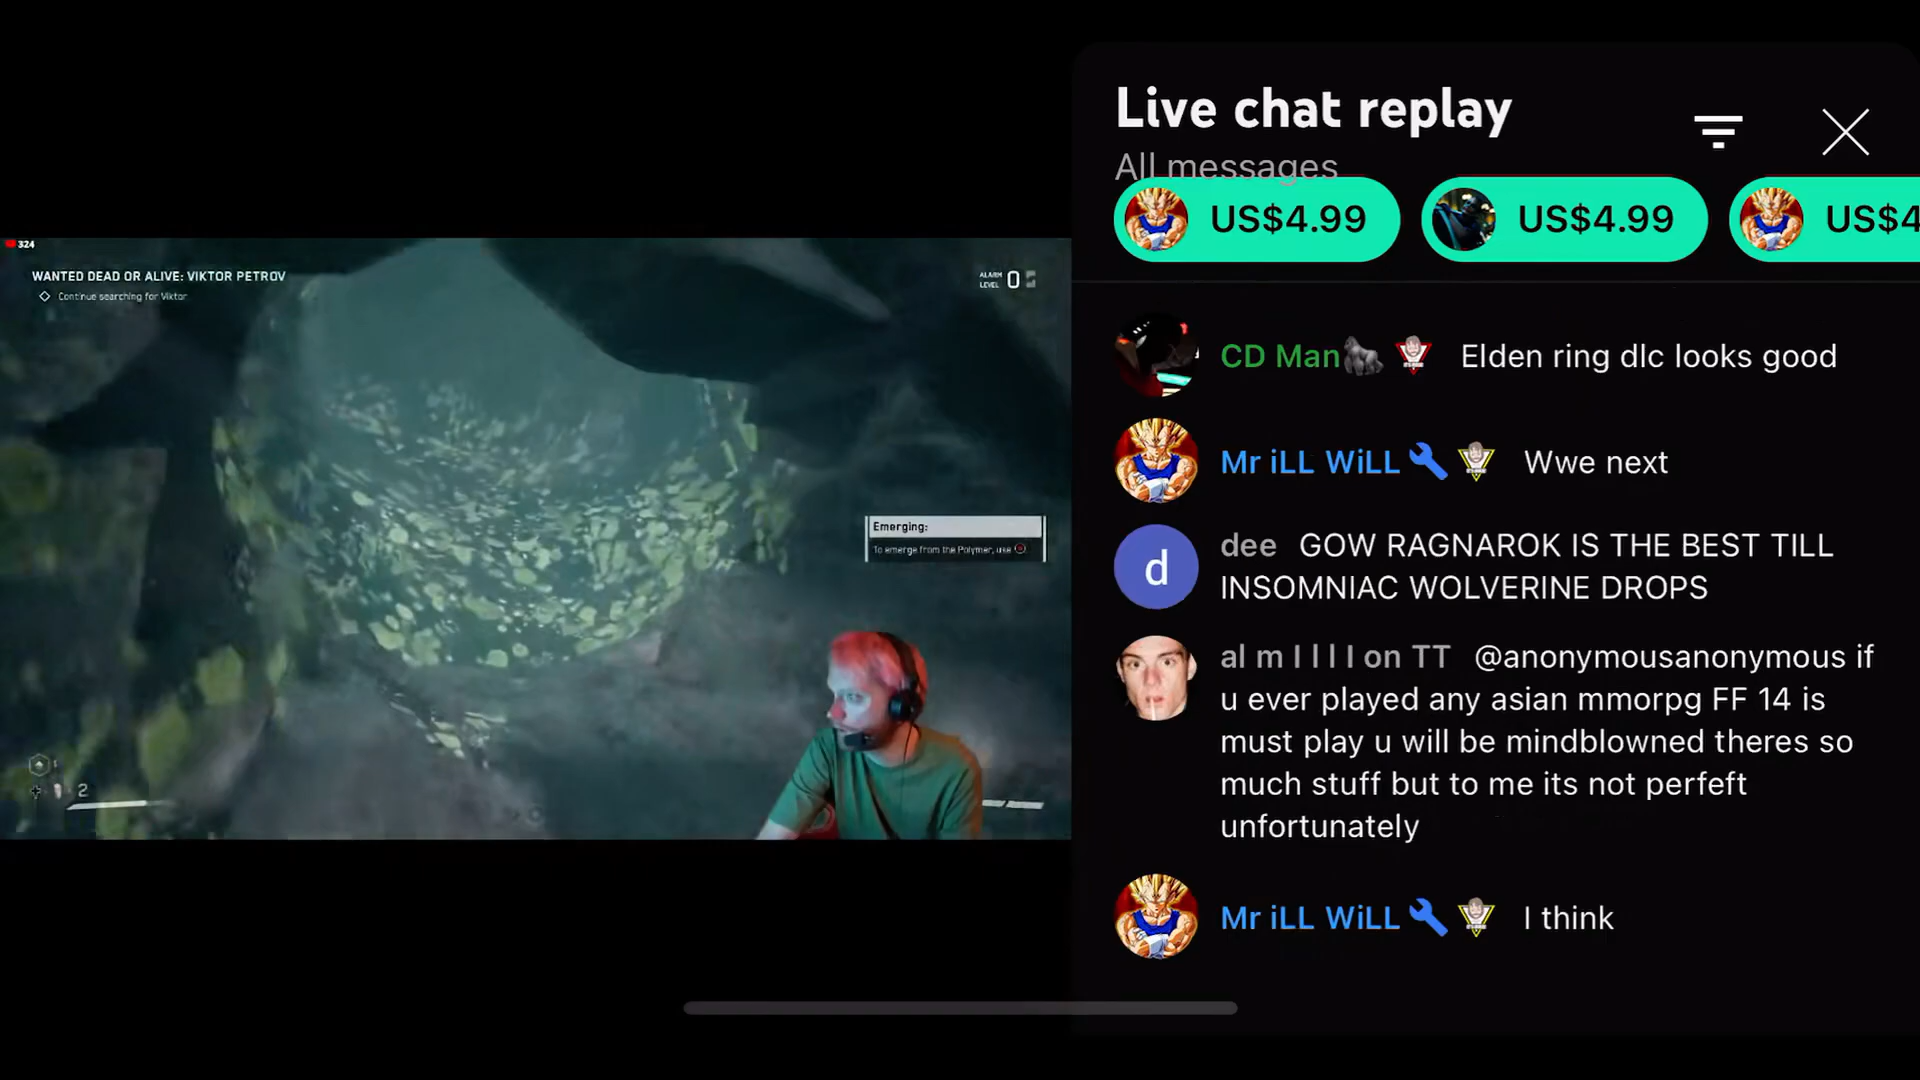 324
WANTED DEAD OR ALIVE: VIKTOR PETROV
Continue searching for Viktor
ALARM
LEVEL 0
Emerging:
To emerge from the Polymer, use
2
Live chat replay
All messages
US$4.99
US$4.99
US$4
CD Man Elden ring dlc looks good
Mr iLL WiLL Wwe next
d
dee GOW RAGNAROK IS THE BEST TILL
INSOMNIAC WOLVERINE DROPS
al m I l l I on TT @anonymousanonymous if
u ever played any asian mmorpg FF 14 is
must play u will be mindblowned theres so
much stuff but to me its not perfeft
unfortunately
Mr iLL WiLL I think